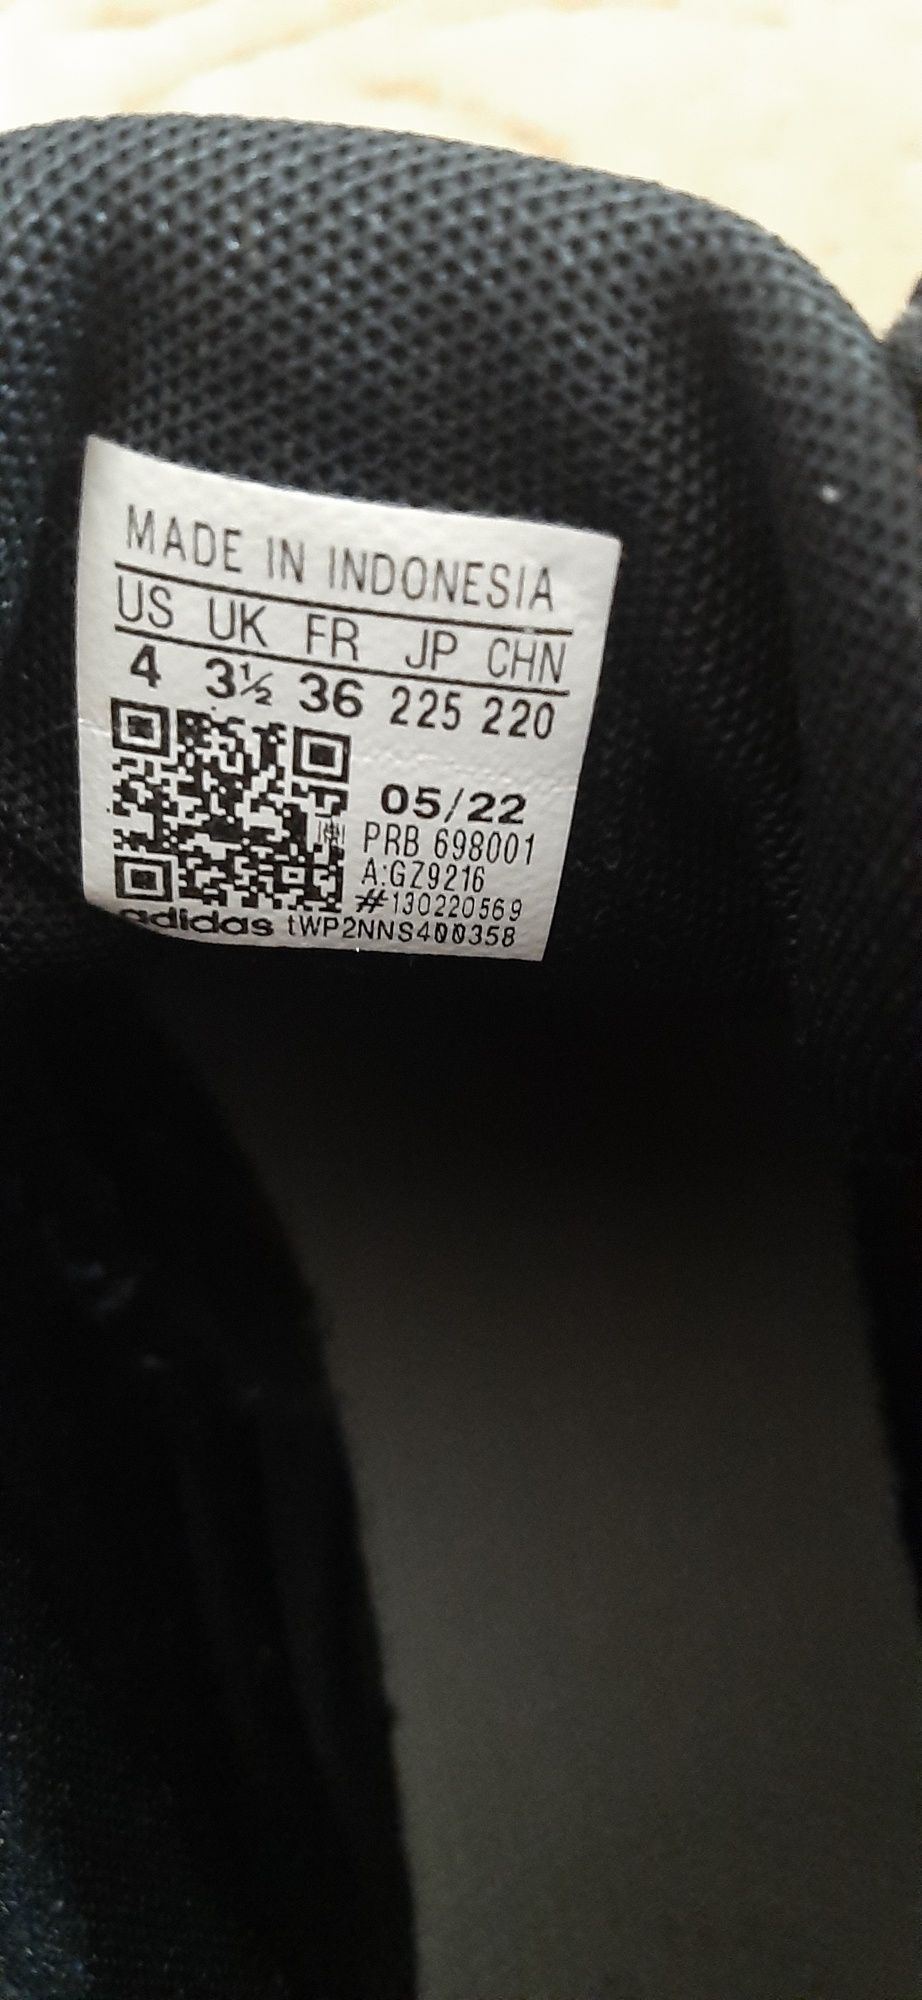 MADE IN INDONESIA
US UK FR JP CHN
4 3½ 36 225 220
05/22
PRB 698001
A:GZ9216
#130220569
adidas tWP2NNS400358